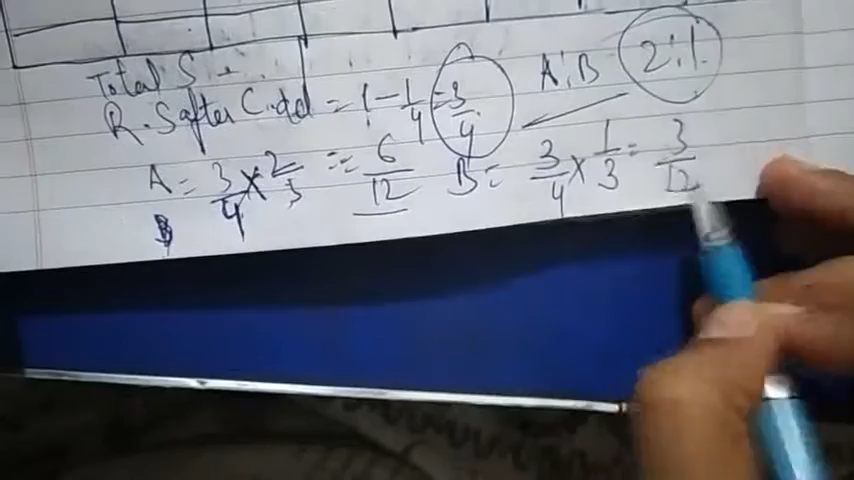 Total S =
R.S after C. add = 1 - 1/4 = 3/4 A:B 2:1
A = 3/4 × 2/3 = 6/12 B = 3/4 × 1/3 = 3/12
B